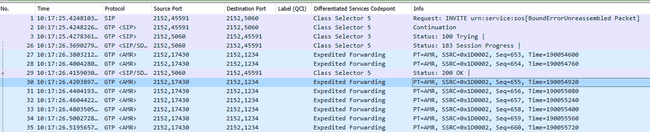 No. Time Protocol Source Port Destination Port Label (QCI) Differentiated Services Codepoint Info
1 10:17:25.4248103… SIP 2152,45591 2152,5060 Class Selector 5 Request: INVITE urn:service:sos[BoundErrorUnreassembled Packet]
2 10:17:25.4248226… GTP <SIP> 2152,45591 2152,5060 Class Selector 5 Continuation
3 10:17:25.4278361… GTP <SIP> 2152,5060 2152,45591 Class Selector 3 Status: 100 Trying |
26 10:17:26.3690279… GTP <SIP/SD… 2152,5060 2152,45591 Class Selector 5 Status: 183 Session Progress |
27 10:17:26.3803212… GTP <AMR> 2152,17430 2152,1234 Expedited Forwarding PT=AMR, SSRC=0x1D0002, Seq=653, Time=190054600
28 10:17:26.4004280… GTP <AMR> 2152,17430 2152,1234 Expedited Forwarding PT=AMR, SSRC=0x1D0002, Seq=654, Time=190054760
29 10:17:26.4159030… GTP <SIP/SD… 2152,5060 2152,45591 Class Selector 5 Status: 200 OK |
30 10:17:26.4203897… GTP <AMR> 2152,17430 2152,1234 Expedited Forwarding PT=AMR, SSRC=0x1D0002, Seq=655, Time=190054920
31 10:17:26.4404193… GTP <AMR> 2152,17430 2152,1234 Expedited Forwarding PT=AMR, SSRC=0x1D0002, Seq=656, Time=190055080
32 10:17:26.4604422… GTP <AMR> 2152,17430 2152,1234 Expedited Forwarding PT=AMR, SSRC=0x1D0002, Seq=657, Time=190055240
33 10:17:26.4803505… GTP <AMR> 2152,17430 2152,1234 Expedited Forwarding PT=AMR, SSRC=0x1D0002, Seq=658, Time=190055400
34 10:17:26.5002728… GTP <AMR> 2152,17430 2152,1234 Expedited Forwarding PT=AMR, SSRC=0x1D0002, Seq=659, Time=190055560
35 10:17:26.5195657… GTP <AMR> 2152,17430 2152,1234 Expedited Forwarding PT=AMR, SSRC=0x1D0002, Seq=660, Time=190055720